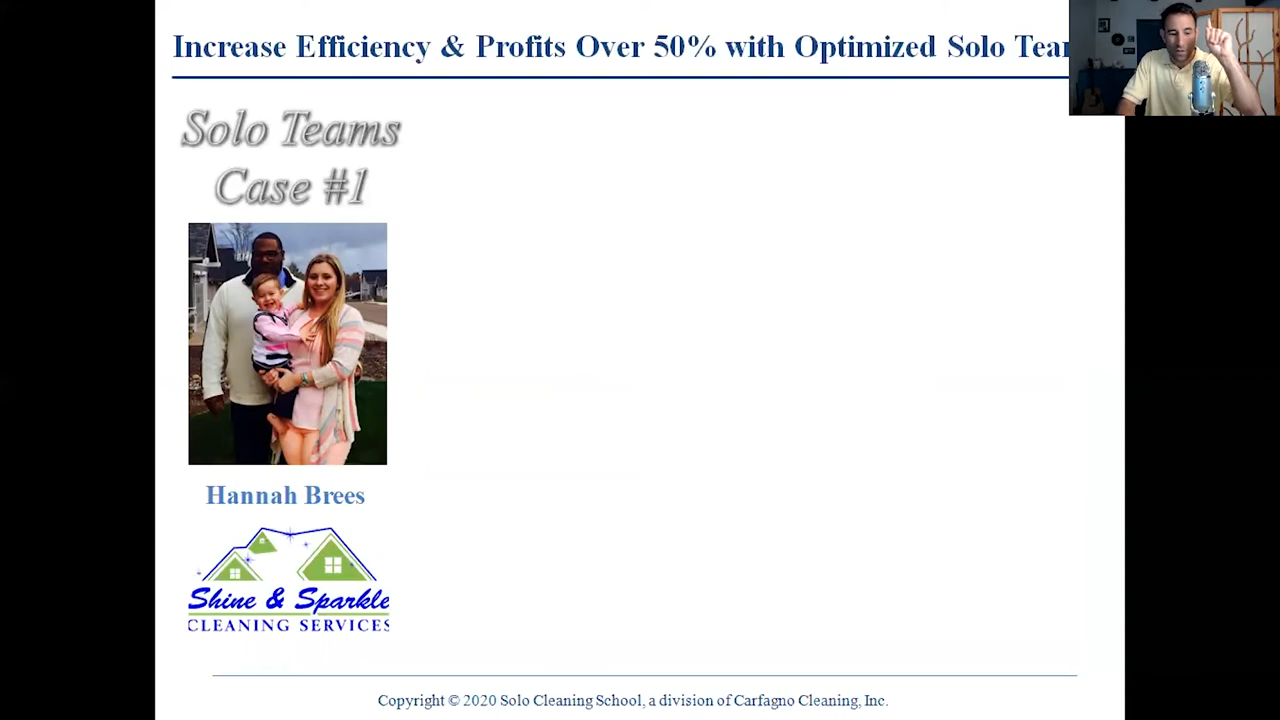 Increase Efficiency & Profits Over 50% with Optimized Solo
Solo Teams
Case #1
Hannah Brees
Shine & Sparkle
CLEANING SERVICES
Copyright © 2020 Solo Cleaning School, a division of Carfagno Cleaning, Inc.